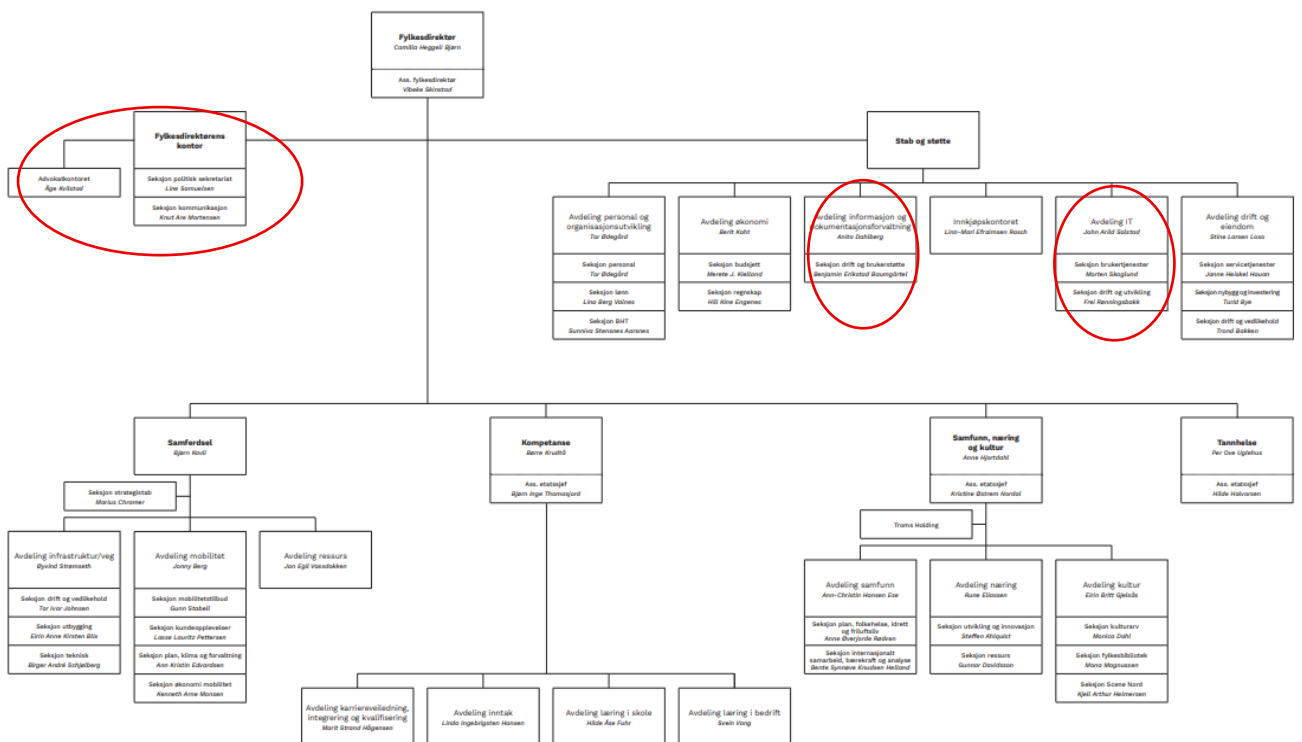 Fylkesdirektør
Camilla Heggeli Bjørn
Ass. fylkesdirektør
Vibeke Skinstad
Fylkesdirektørens
kontor
Seksjon politisk sekretariat
Line Samuelsen
Seksjon kommunikasjon
Knut Are Mortensen
Advokatkontoret
Åge Kvilstad
Stab og støtte
Avdeling personal og
organisasjonsutvikling
Tor Ødegård
Seksjon personal
Tor Ødegård
Seksjon lønn
Lina Berg Valnes
Seksjon BHT
Sunniva Stensnes Aarsnes
Avdeling økonomi
Berit Koht
Seksjon budsjett
Merete J. Kielland
Seksjon regnskap
Hill Kine Engenes
Avdeling informasjon og
dokumentasjonsforvaltning
Anita Dahlberg
Seksjon drift og brukerstøtte
Benjamin Erikstad Baumgärtel
Innkjøpskontoret
Linn-Mari Efraimsen Rasch
Avdeling IT
John Arild Solstad
Seksjon brukertjenester
Morten Skoglund
Seksjon drift og utvikling
Frei Rønningsbakk
Avdeling drift og
eiendom
Stine Larsen Loso
Seksjon servicetjenester
Janne Heiskel Hauan
Seksjon nybygg og investering
Turid Bye
Seksjon drift og vedlikehold
Trond Bakken
Samferdsel
Bjørn Kavli
Seksjon strategistab
Marius Chramer
Avdeling infrastruktur/veg
Øyvind Strømseth
Seksjon drift og vedlikehold
Tor Ivar Johnsen
Seksjon utbygging
Eirin Anne Kirsten Blix
Seksjon teknisk
Birger André Schjølberg
Avdeling mobilitet
Jonny Berg
Seksjon mobilitetstilbud
Gunn Stabell
Seksjon kundeopplevelser
Lasse Lauritz Pettersen
Seksjon plan, klima og forvaltning
Ann Kristin Edvardsen
Seksjon økonomi mobilitet
Kenneth Arne Monsen
Avdeling ressurs
Jan Egil Vassdokken
Kompetanse
Børre Krudtå
Ass. etatssjef
Bjørn Inge Thomasjord
Avdeling karriereveiledning,
integrering og kvalifisering
Marit Strand Hågensen
Avdeling inntak
Linda Ingebrigtsen Hansen
Avdeling læring i skole
Hilde Åse Fuhr
Avdeling læring i bedrift
Svein Vang
Samfunn, næring
og kultur
Anne Hjortdahl
Ass. etatssjef
Kristine Østrem Nordal
Troms Holding
Avdeling samfunn
Ann-Christin Hansen Ese
Seksjon plan, folkehelse, idrett
og friluftsliv
Anne Øverjorde Rødven
Seksjon internasjonalt
samarbeid, bærekraft og analyse
Bente Synnøve Knudsen Helland
Avdeling næring
Rune Eliassen
Seksjon utvikling og innovasjon
Steffen Ahlquist
Seksjon ressurs
Gunnar Davidsson
Avdeling kultur
Eirin Britt Gjelsås
Seksjon kulturarv
Monica Dahl
Seksjon fylkesbibliotek
Mona Magnussen
Seksjon Scene Nord
Kjell Arthur Helmersen
Tannhelse
Per Ove Uglehus
Ass. etatssjef
Hilde Halvorsen